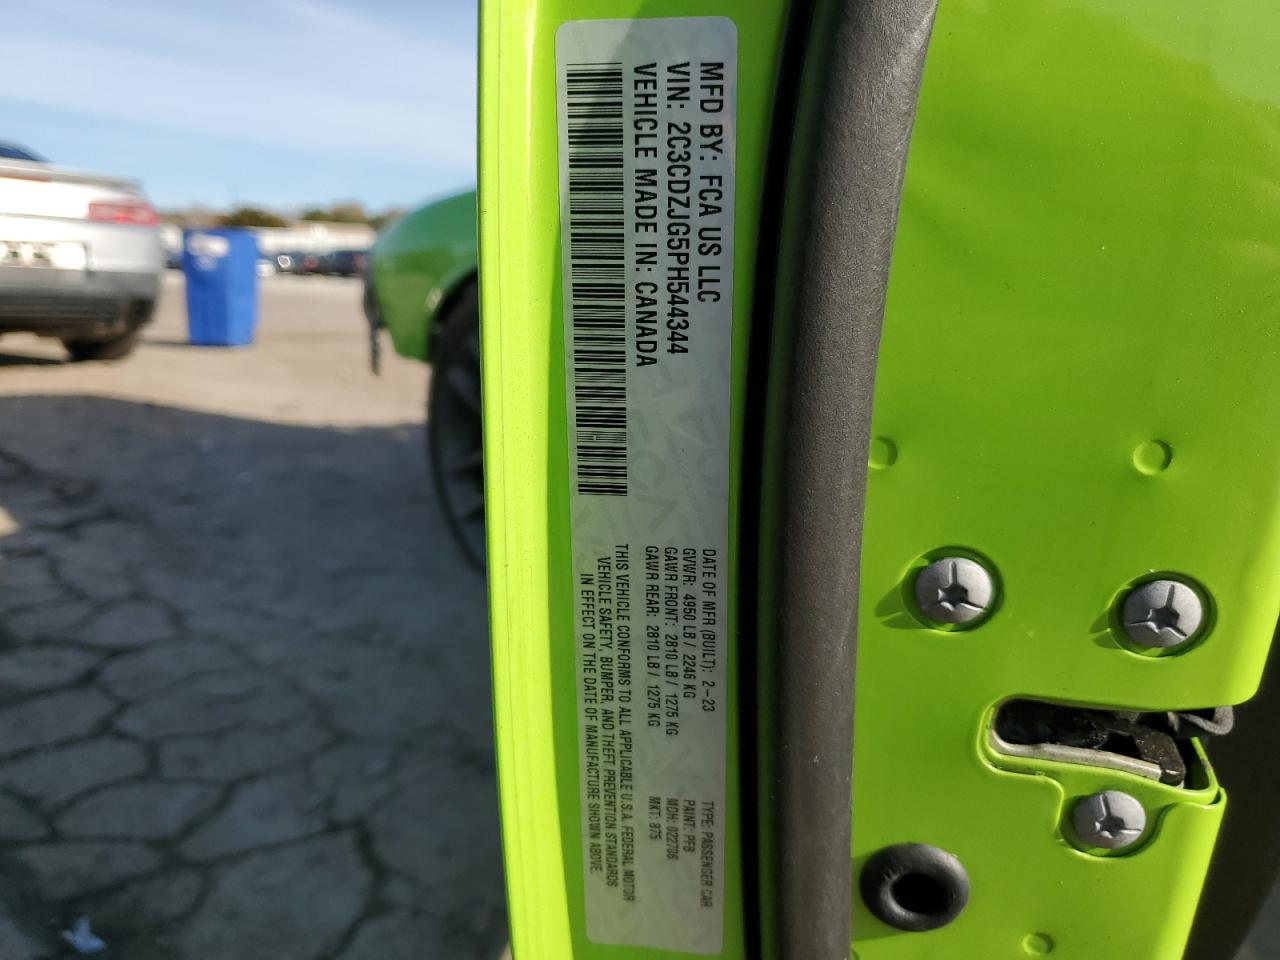 MFD BY: FCA US LLC
VIN: 2C3CDZJG5PH544344
VEHICLE MADE IN: CANADA
DATE OF MFR (BUILT): 2-23
GVWR: 4950 LB / 2246 KG
GAWR FRONT: 2810 LB / 1275 KG
GAWR REAR: 2810 LB / 1275 KG
THIS VEHICLE CONFORMS TO ALL APPLICABLE U.S.A. FEDERAL MOTOR
VEHICLE SAFETY, BUMPER, AND THEFT PREVENTION STANDARDS
IN EFFECT ON THE DATE OF MANUFACTURE SHOWN ABOVE.
TYPE: PASSENGER CAR
PAINT: PFB
MDH: 022706
MKT: 875